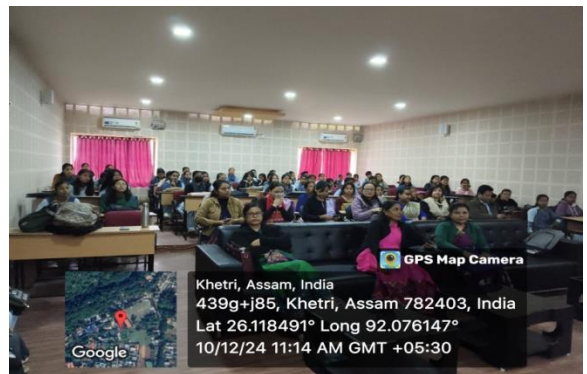 GPS Map Camera
Khetri, Assam, India
439g+j85, Khetri, Assam 782403, India
Lat 26.118491° Long 92.076147°
10/12/24 11:14 AM GMT +05:30
Google